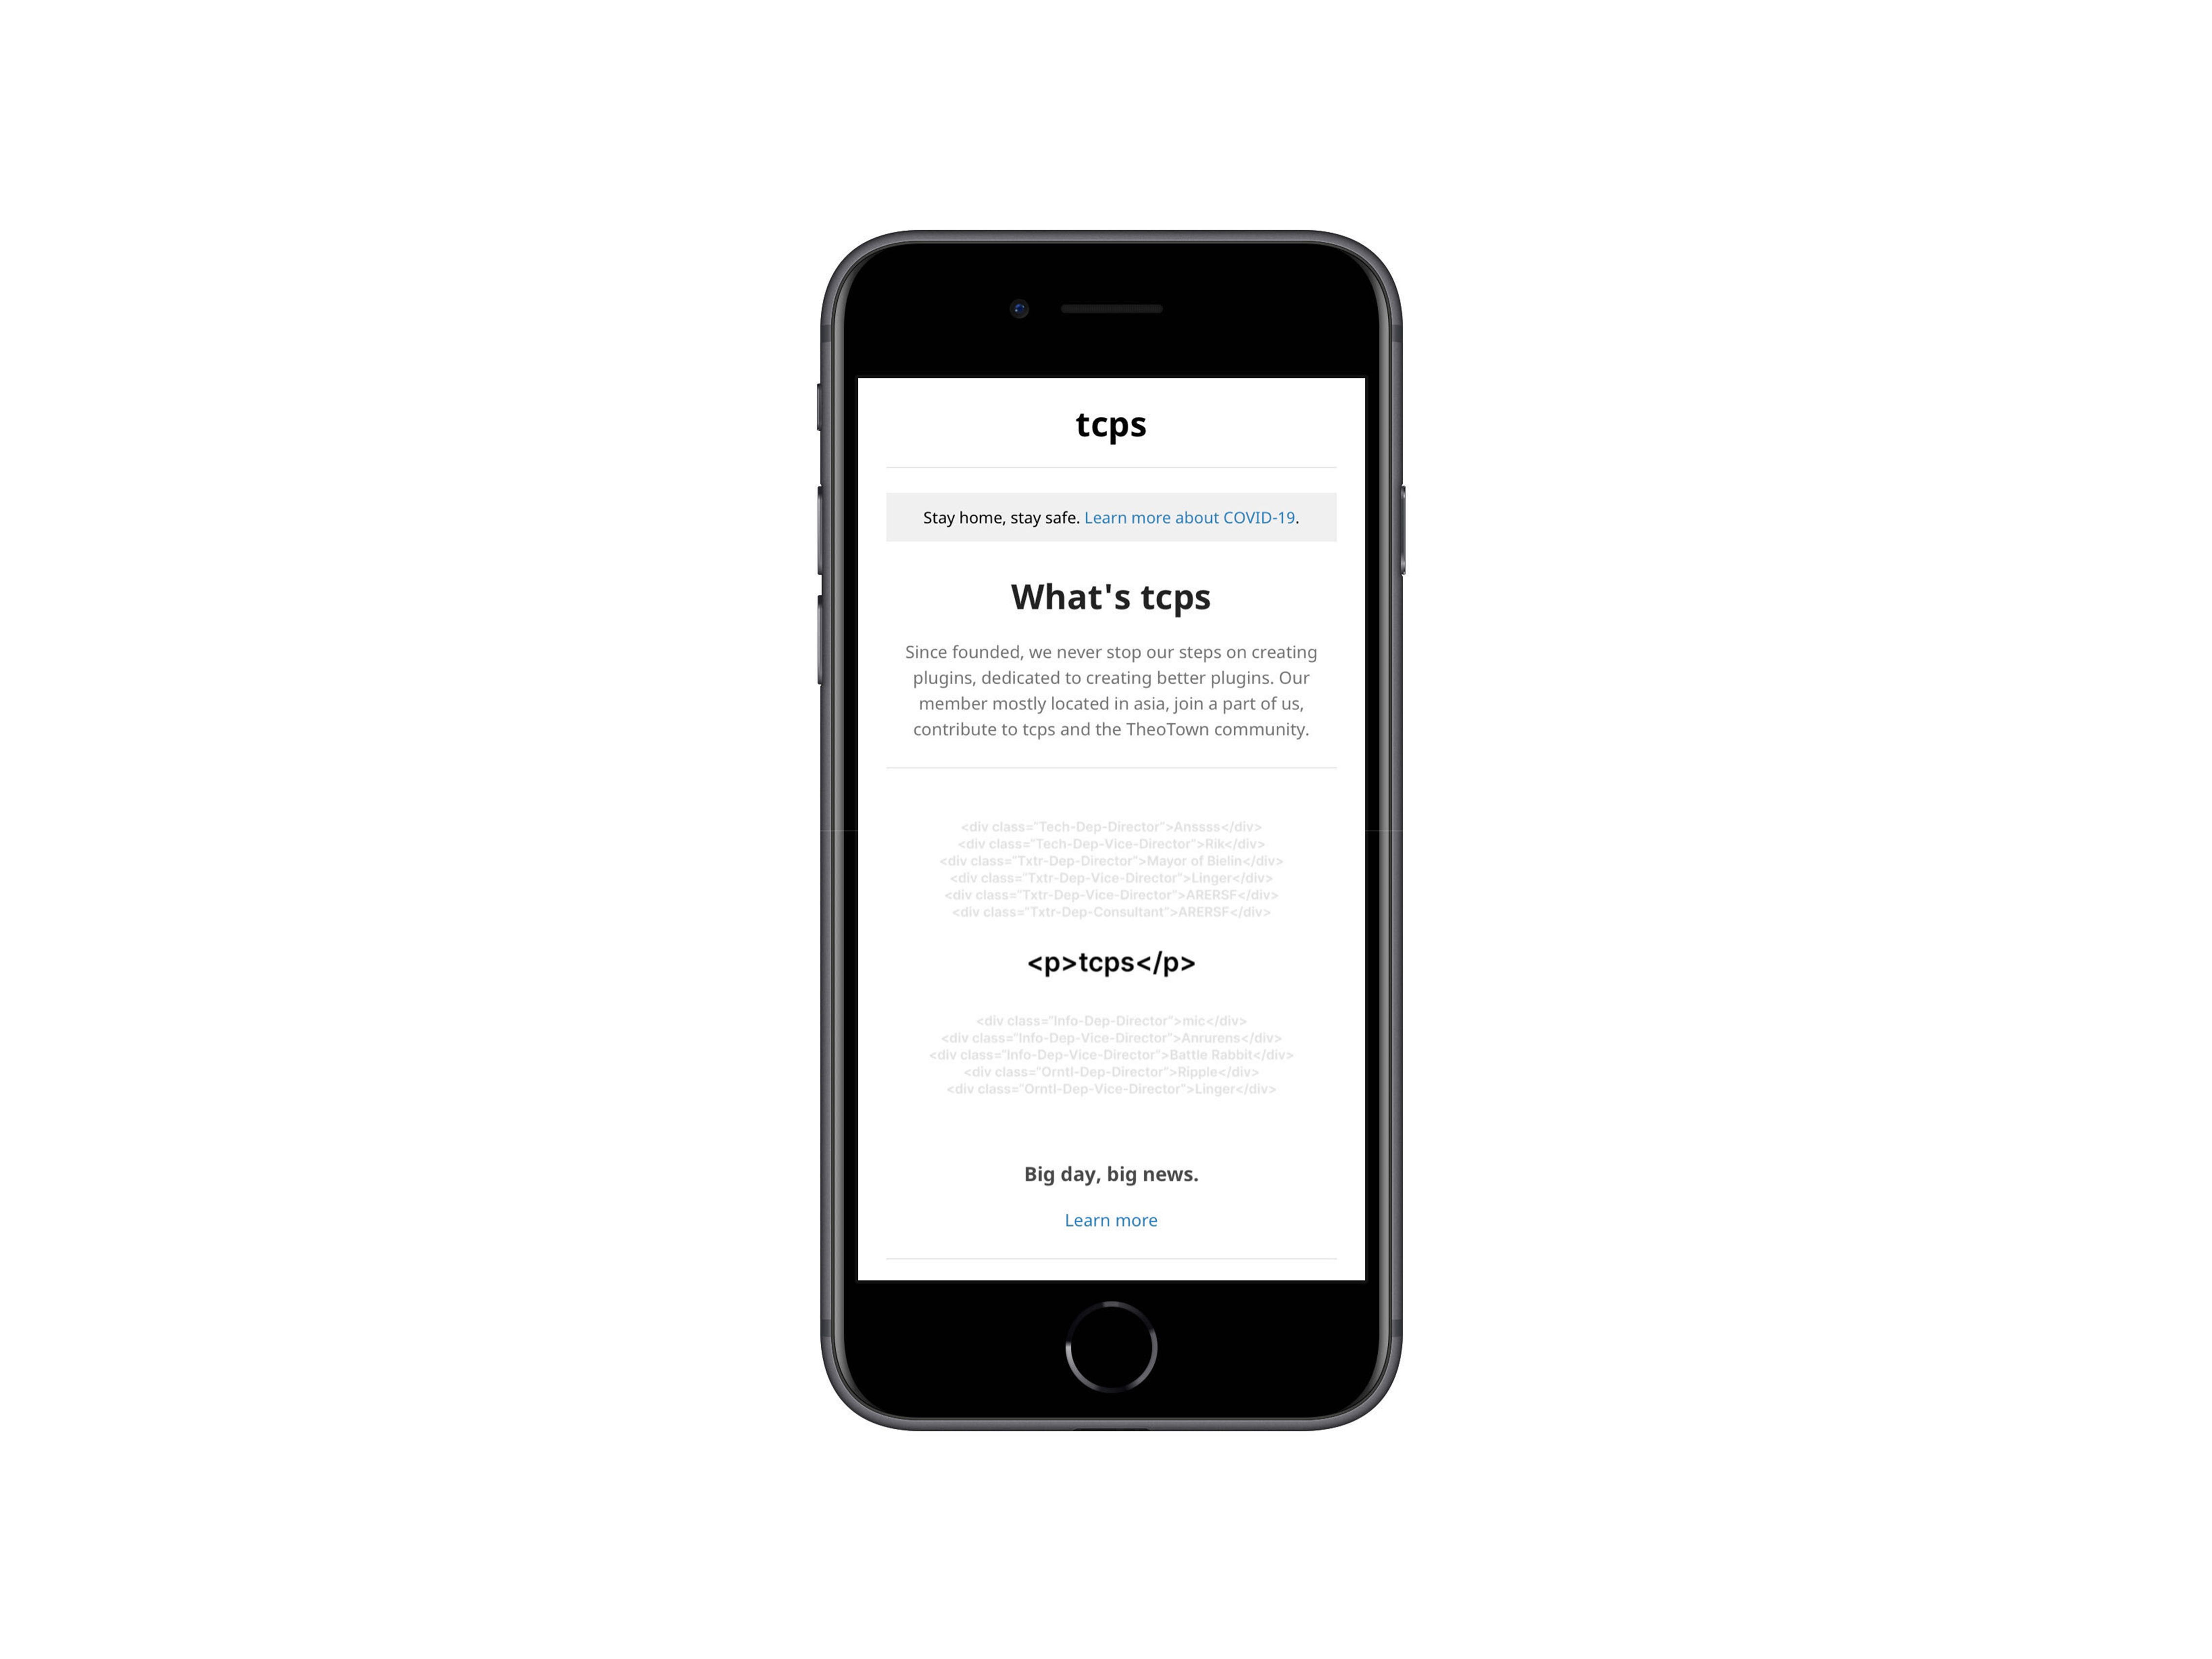 tcps
Stay home, stay safe. Learn more about COVID-19.
What's tcps
Since founded, we never stop our steps on creating
plugins, dedicated to creating better plugins. Our
member mostly located in asia, join a part of us,
contribute to tcps and the TheoTown community.
<div class="Tech-Dep-Director">Anssss</div>
<div class="Tech-Dep-Vice-Director">Rik</div>
<div class="Txtr-Dep-Director">Mayor of Bielin</div>
<div class="Txtr-Dep-Vice-Director">Linger</div>
<div class="Txtr-Dep-Vice-Director">ARERSF</div>
<div class="Txtr-Dep-Consultant">ARERSF</div>
<p>tcps</p>
<div class="Info-Dep-Director">mic</div>
<div class="Info-Dep-Vice-Director">Anrurens</div>
<div class="Info-Dep-Vice-Director">Battle Rabbit</div>
<div class="Orntl-Dep-Director">Ripple</div>
<div class="Orntl-Dep-Vice-Director">Linger</div>
Big day, big news.
Learn more